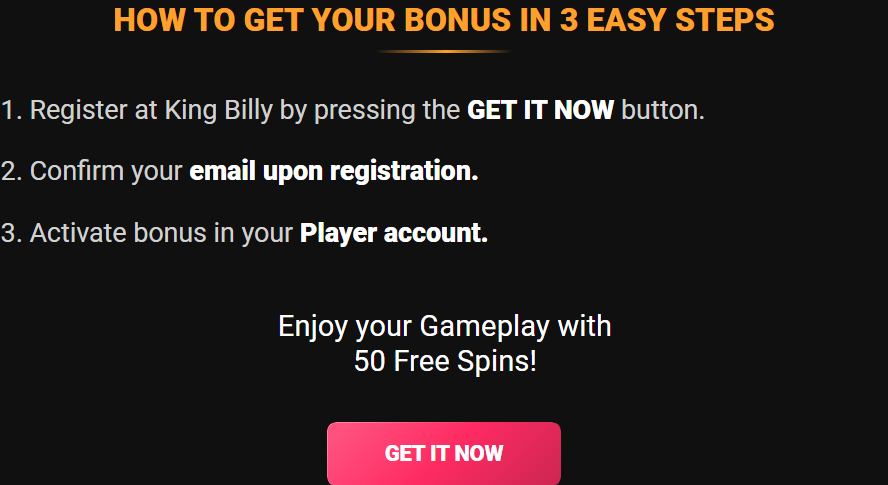 HOW TO GET YOUR BONUS IN 3 EASY STEPS
1. Register at King Billy by pressing the GET IT NOW button.
2. Confirm your email upon registration.
3. Activate bonus in your Player account.
Enjoy your Gameplay with
50 Free Spins!
GET IT NOW